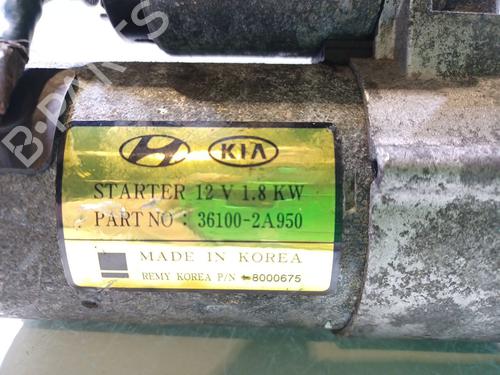 B-PARTS
KIA
STARTER 12 V 1.8 KW
PART NO : 36100-2A950
MADE IN KOREA
REMY KOREA P/N 8000675